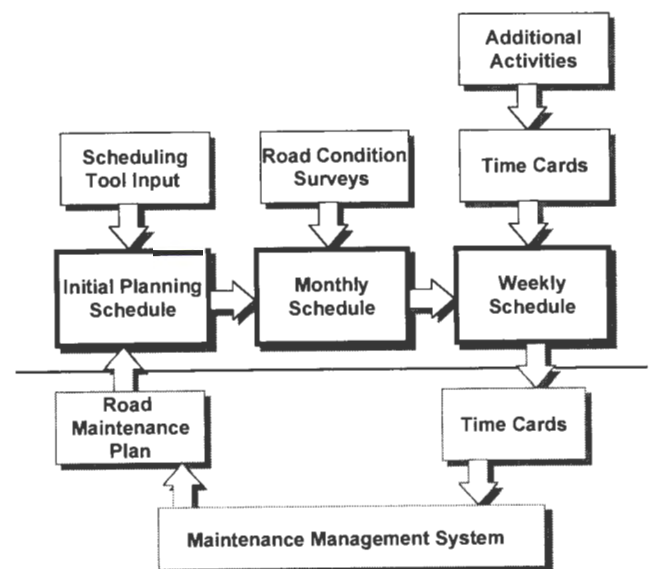 Additional
Activities
Scheduling
Tool Input
Road Condition
Surveys
Time Cards
Initial Planning
Schedule
Monthly
Schedule
Weekly
Schedule
Road
Maintenance
Plan
Time Cards
Maintenance Management System